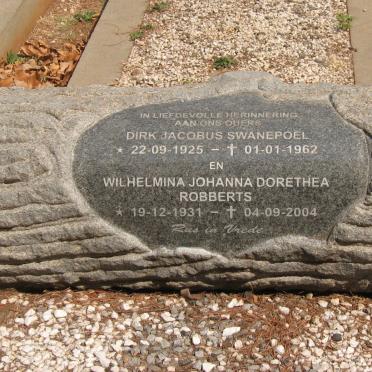 IN LIEFDEVOLLE HERINNERING
AAN ONS OUERS
DIRK JACOBUS SWANEPOEL
* 22-09-1925 - † 01-01-1962
EN
WILHELMINA JOHANNA DORETHEA
ROBBERTS
* 19-12-1931 - † 04-09-2004
Rus in Vrede